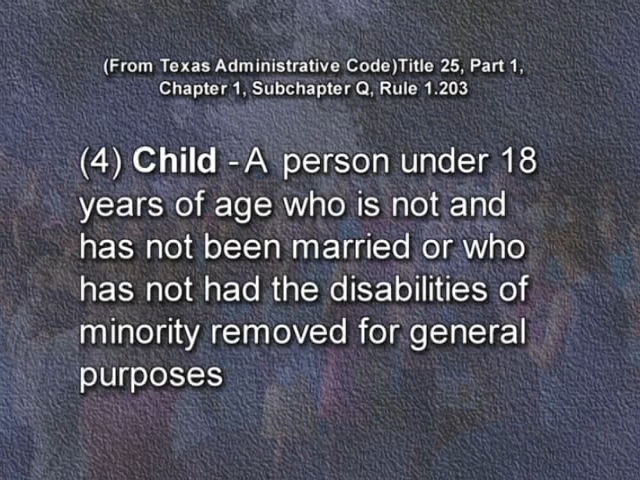 (From Texas Administrative Code)Title 25, Part 1,
Chapter 1, Subchapter Q, Rule 1.203
(4) Child - A person under 18
years of age who is not and
has not been married or who
has not had the disabilities of
minority removed for general
purposes